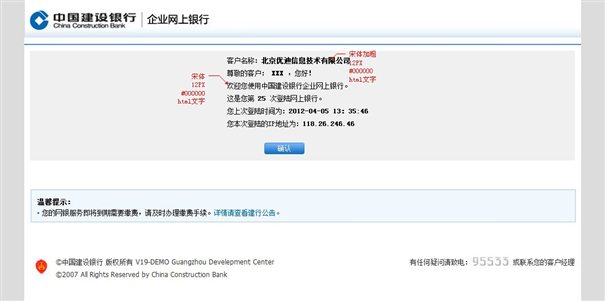 中国建设银行 企业网上银行
China Construction Bank
客户名称: 北京优迪信息技术有限公司
宋体加粗
12PX
#000000
html文字
尊敬的客户: XXX ，您好！
宋体
12PX
#000000
html文字
欢迎您使用中国建设银行企业网上银行。
这是您第 25 次登陆网上银行。
您上次登陆时间为: 2012-04-05 13: 35:46
您本次登陆的IP地址为: 118.26.246.46
确认
温馨提示:
· 您的网银服务即将到期需要缴费，请及时办理缴费手续。详情请查看建行公告。
©中国建设银行 版权所有 V19-DEMO Guangzhou Develepment Center
©2007 All Rights Reserved by China Construction Bank
有任何疑问请致电: 95533 或联系您的客户经理